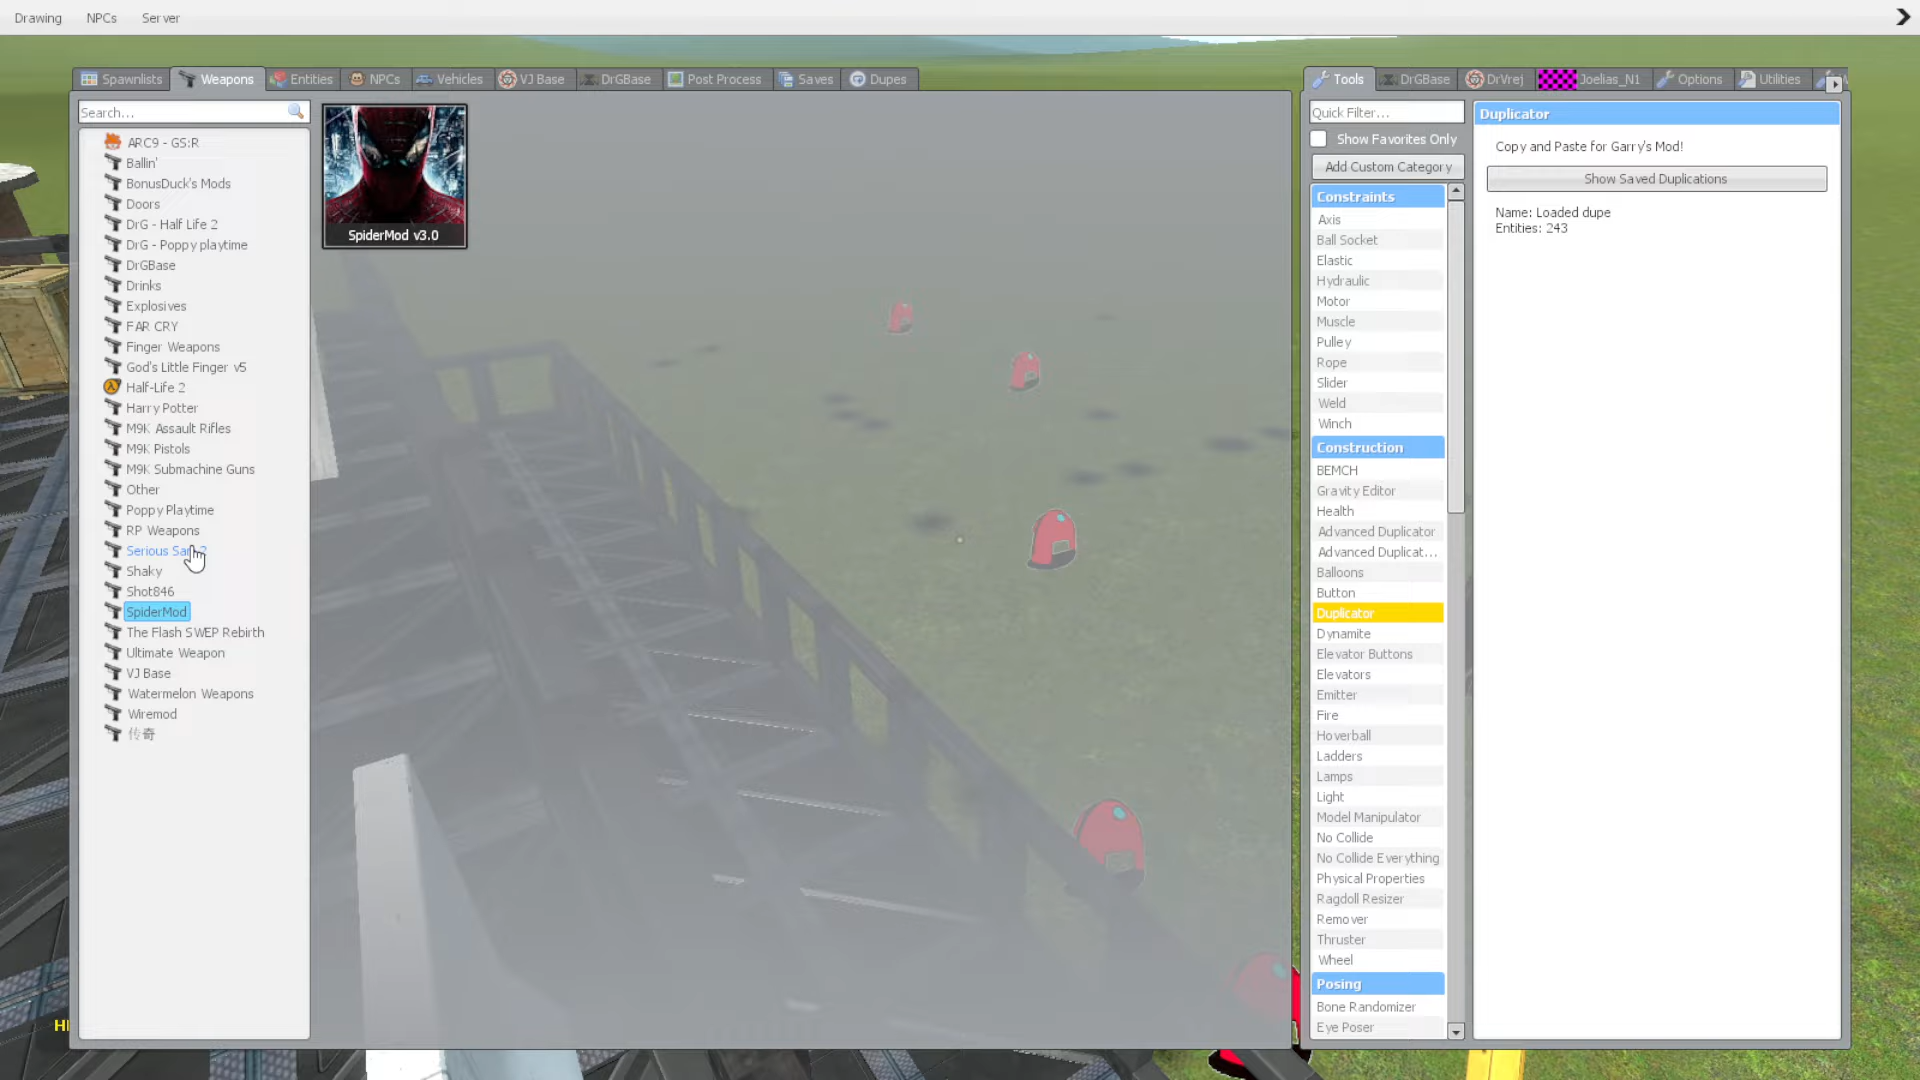 Drawing NPCs Server
Spawnlists Weapons Entities NPCs Vehicles VJ Base DrGBase Post Process Saves Dupes
Search...
ARC9 - GS:R
Ballin'
BonusDuck's Mods
Doors
DrG - Half Life 2
DrG - Poppy playtime
DrGBase
Drinks
Explosives
FAR CRY
Finger Weapons
God's Little Finger v5
Half-Life 2
Harry Potter
M9K Assault Rifles
M9K Pistols
M9K Submachine Guns
Other
Poppy Playtime
RP Weapons
Serious
Shaky
Shot846
SpiderMod
The Flash SWEP Rebirth
Ultimate Weapon
VJ Base
Watermelon Weapons
Wiremod
传奇
SpiderMod v3.0
Tools DrGBase DrVrej Joelias_N1 Options Utilities
Quick Filter...
Show Favorites Only
Add Custom Category
Constraints
Axis
Ball Socket
Elastic
Hydraulic
Motor
Muscle
Pulley
Rope
Slider
Weld
Winch
Construction
BEMCH
Gravity Editor
Health
Advanced Duplicator
Advanced Duplicat...
Balloons
Button
Duplicator
Dynamite
Elevator Buttons
Elevators
Emitter
Fire
Hoverball
Ladders
Lamps
Light
Model Manipulator
No Collide
No Collide Everything
Physical Properties
Ragdoll Resizer
Remover
Thruster
Wheel
Posing
Bone Randomizer
Eye Poser
Duplicator
Copy and Paste for Garry's Mod!
Show Saved Duplications
Name: Loaded dupe
Entities: 243